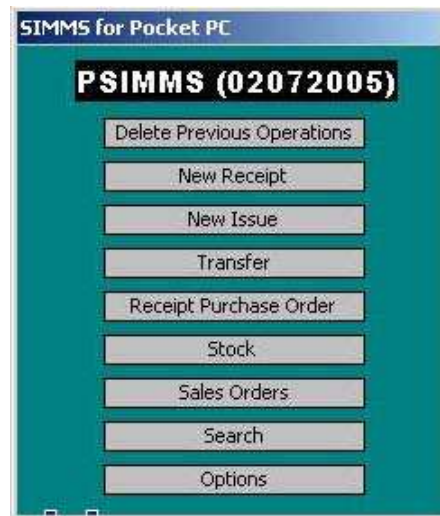 SIMMS for Pocket PC
PSIMMS (02072005)
Delete Previous Operations
New Receipt
New Issue
Transfer
Receipt Purchase Order
Stock
Sales Orders
Search
Options